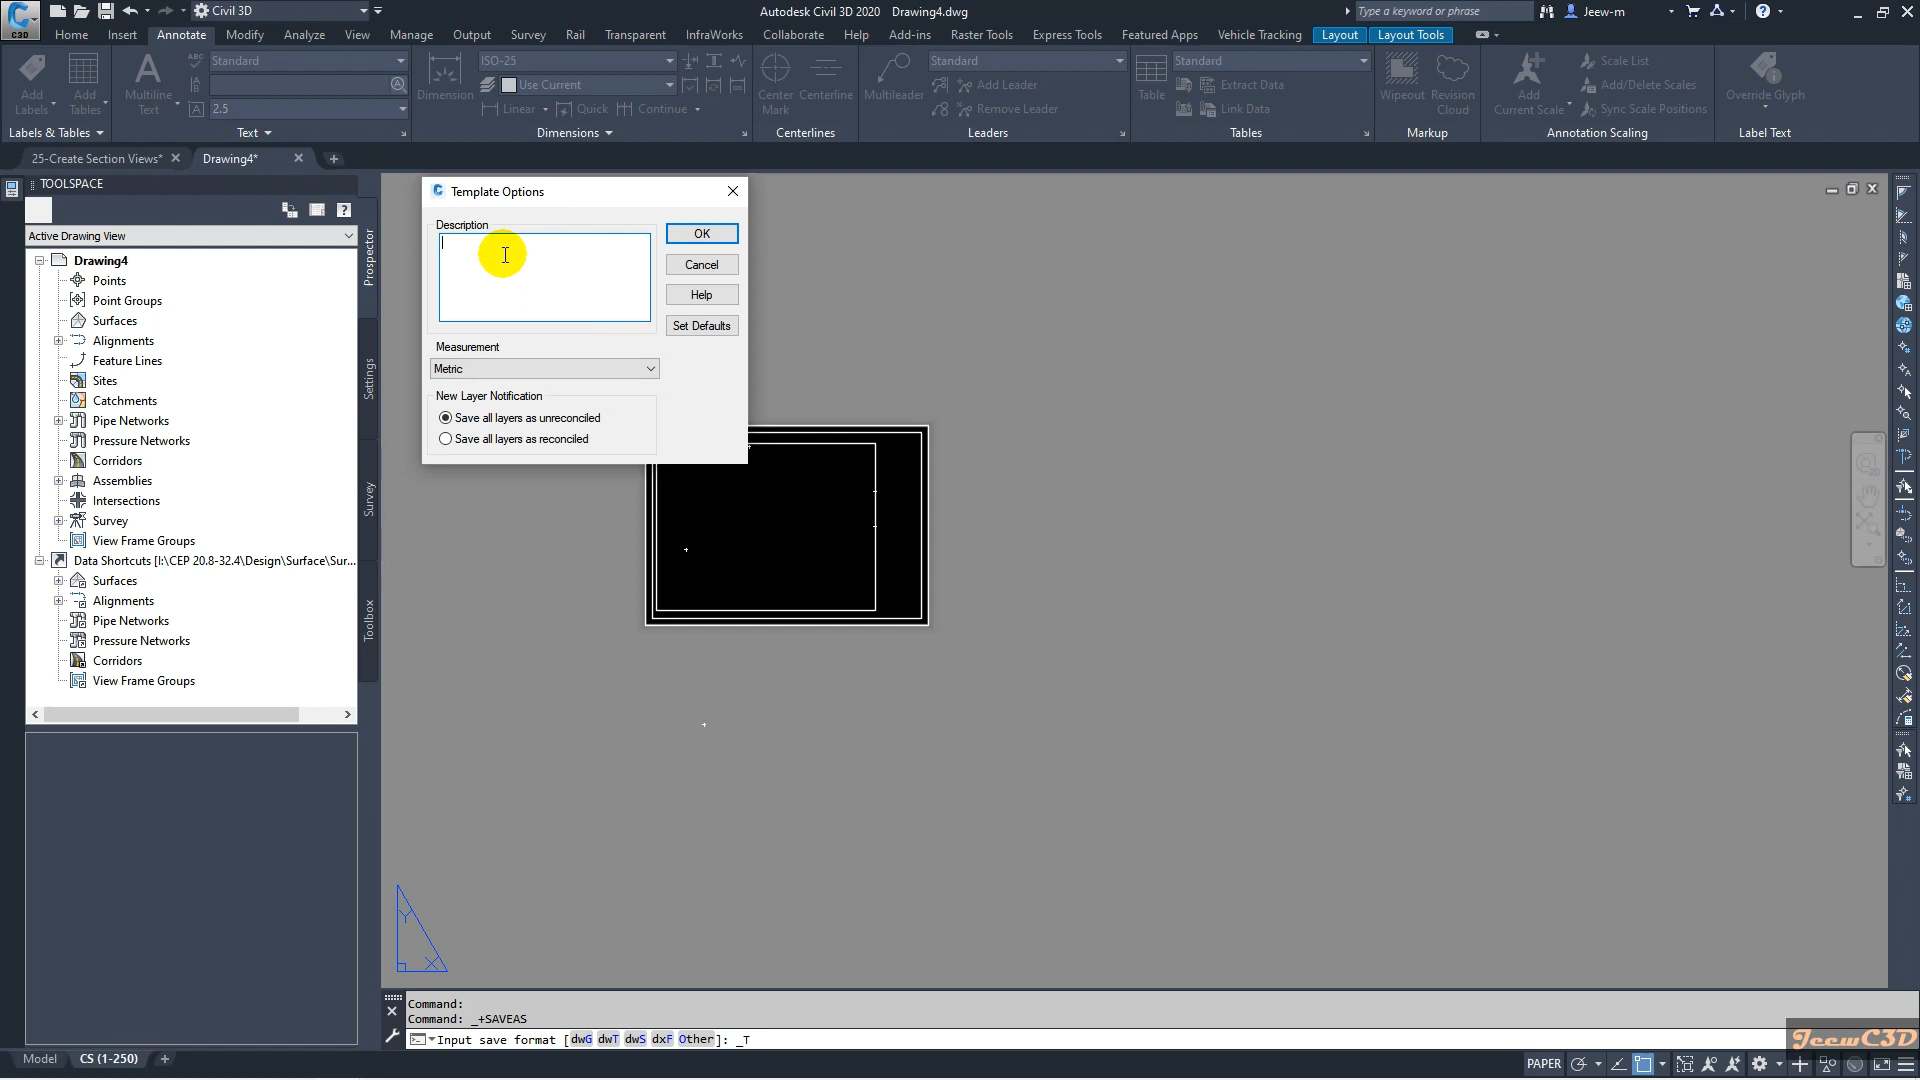 C3D
Civil 3D
Autodesk Civil 3D 2020 Drawing4.dwg
Type a keyword or phrase
Jeew-m
Home Insert Annotate Modify Analyze View Manage Output Survey Rail Transparent InfraWorks Collaborate Help Add-ins Raster Tools Express Tools Featured Apps Vehicle Tracking Layout Layout Tools
Add Labels
Add Tables
Labels & Tables
Multiline Text
ABC
Standard
2.5
Text
Dimension
ISO-25
Use Current
Linear Quick Continue
Dimensions
Center Mark
Centerline
Centerlines
Multileader
Standard
Add Leader
Remove Leader
Leaders
Table
Standard
Extract Data
Link Data
Tables
Wipeout
Revision Cloud
Markup
Add Current Scale
Scale List
Add/Delete Scales
Sync Scale Positions
Annotation Scaling
Override Glyph
Label Text
25-Create Section Views*
Drawing4*
TOOLSPACE
Active Drawing View
Drawing4
Points
Point Groups
Surfaces
Alignments
Feature Lines
Sites
Catchments
Pipe Networks
Pressure Networks
Corridors
Assemblies
Intersections
Survey
View Frame Groups
Data Shortcuts [I:\CEP 20.8-32.4\Design\Surface\Sur...
Surfaces
Alignments
Pipe Networks
Pressure Networks
Corridors
View Frame Groups
Prospector
Settings
Survey
Toolbox
Template Options
Description
OK
Cancel
Help
Set Defaults
Measurement
Metric
New Layer Notification
Save all layers as unreconciled
Save all layers as reconciled
Y
X
Command:
Command: _+SAVEAS
Input save format [dwG dwT dwS dxF Other]: _T
JeewC3D
Model
CS (1-250)
PAPER